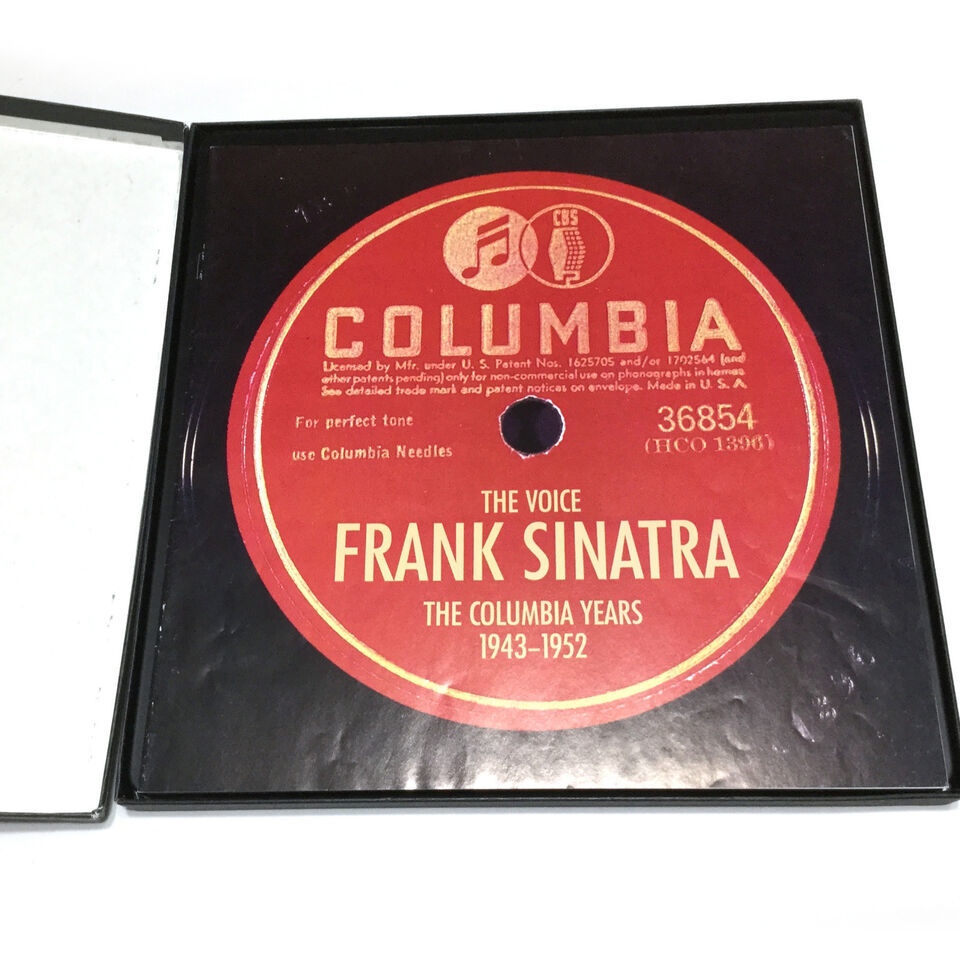 CBS
COLUMBIA
Licensed by Mfr. under U. S. Patent Nos. 1625705 and/or 1702564 (and
other patents pending) only for non-commercial use on phonographs in homes.
See detailed trade mark and patent notices on envelope. Made in U. S. A
For perfect tone
36854
use Columbia Needles
(HCO 1396)
THE VOICE
FRANK SINATRA
THE COLUMBIA YEARS
1943–1952